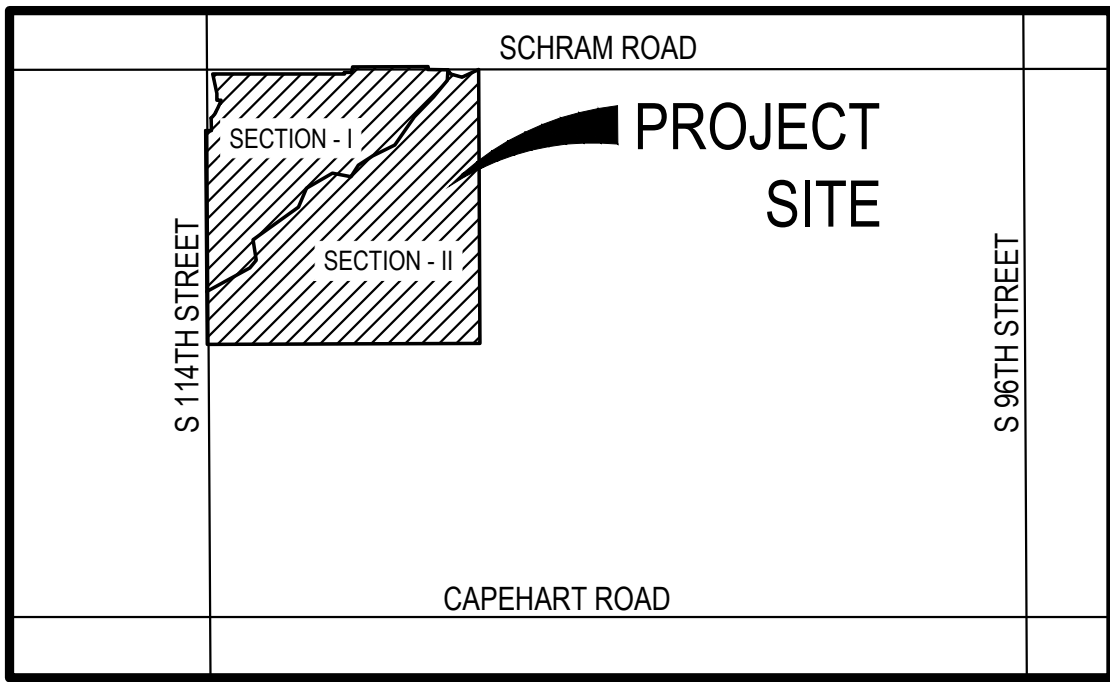 SCHRAM ROAD
PROJECT
SITE
SECTION - I
SECTION - II
S 114TH STREET
S 96TH STREET
CAPEHART ROAD